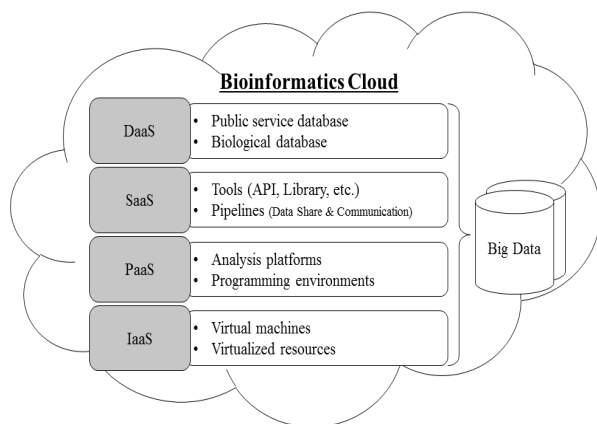 Bioinformatics Cloud
DaaS
• Public service database
• Biological database
SaaS
• Tools (API, Library, etc.)
• Pipelines (Data Share & Communication)
PaaS
• Analysis platforms
• Programming environments
IaaS
• Virtual machines
• Virtualized resources
Big Data